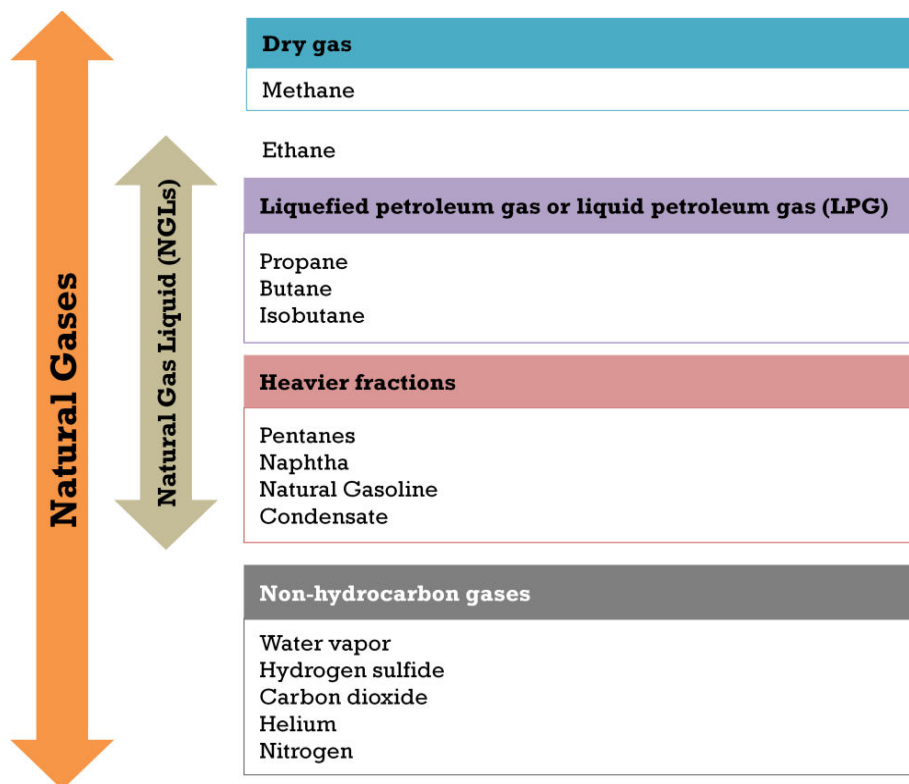 Natural Gases
Natural Gas Liquid (NGLs)
Dry gas
Methane
Ethane
Liquefied petroleum gas or liquid petroleum gas (LPG)
Propane
Butane
Isobutane
Heavier fractions
Pentanes
Naphtha
Natural Gasoline
Condensate
Non-hydrocarbon gases
Water vapor
Hydrogen sulfide
Carbon dioxide
Helium
Nitrogen